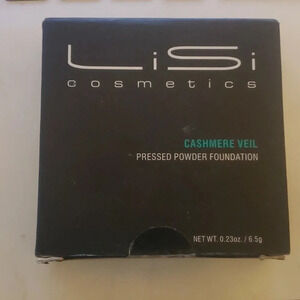 LiSi
cosmetics
CASHMERE VEIL
PRESSED POWDER FOUNDATION
NET WT. 0.23oz. / 6.5g